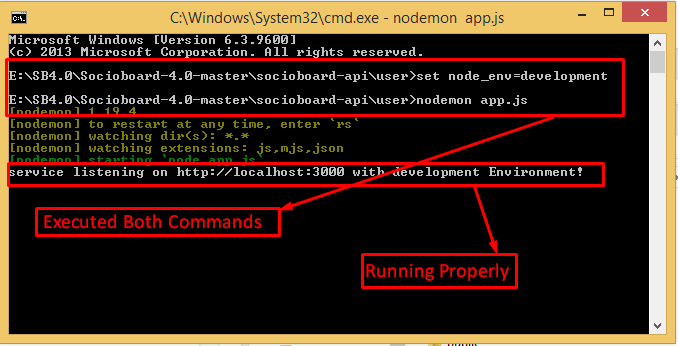 C:\Windows\System32\cmd.exe - nodemon app.js
Microsoft Windows [Version 6.3.9600]
(c) 2013 Microsoft Corporation. All rights reserved.
E:\SB4.0\Socioboard-4.0-master\socioboard-api\user>set node_env=development
E:\SB4.0\Socioboard-4.0-master\socioboard-api\user>nodemon app.js
[nodemon] 1.19.4
[nodemon] to restart at any time, enter `rs`
[nodemon] watching dir(s): *.*
[nodemon] watching extensions: js,mjs,json
[nodemon] starting `node app.js`
service listening on http://localhost:3000 with development Environment!
Executed Both Commands
Running Properly